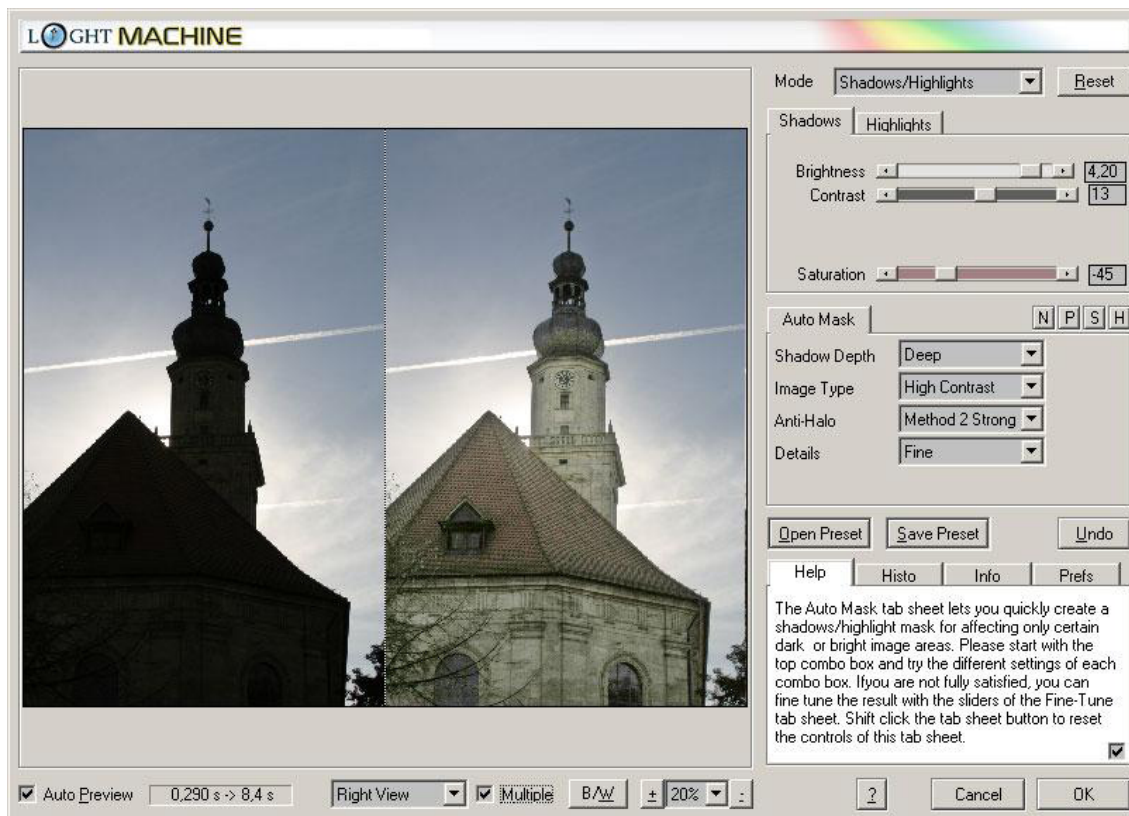 LIGHT MACHINE
Mode Shadows/Highlights Reset
Shadows Highlights
Brightness 4,20
Contrast 13
Saturation -45
Auto Mask N P S H
Shadow Depth Deep
Image Type High Contrast
Anti-Halo Method 2 Strong
Details Fine
Open Preset Save Preset Undo
Help Histo Info Prefs
The Auto Mask tab sheet lets you quickly create a
shadows/highlight mask for affecting only certain
dark or bright image areas. Please start with the
top combo box and try the different settings of each
combo box. Ifyou are not fully satisfied, you can
fine tune the result with the sliders of the Fine-Tune
tab sheet. Shift click the tab sheet button to reset
the controls of this tab sheet.
Auto Preview 0,290 s -> 8,4 s Right View Multiple B/W + 20% - ? Cancel OK